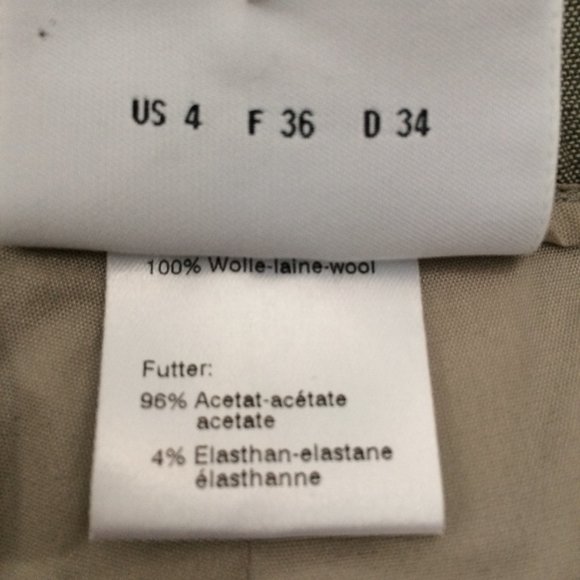 US 4 F 36 D 34
100% Wolle-laine-wool
Futter:
96% Acetat-acétate
acetate
4% Elasthan-elastane
élasthanne